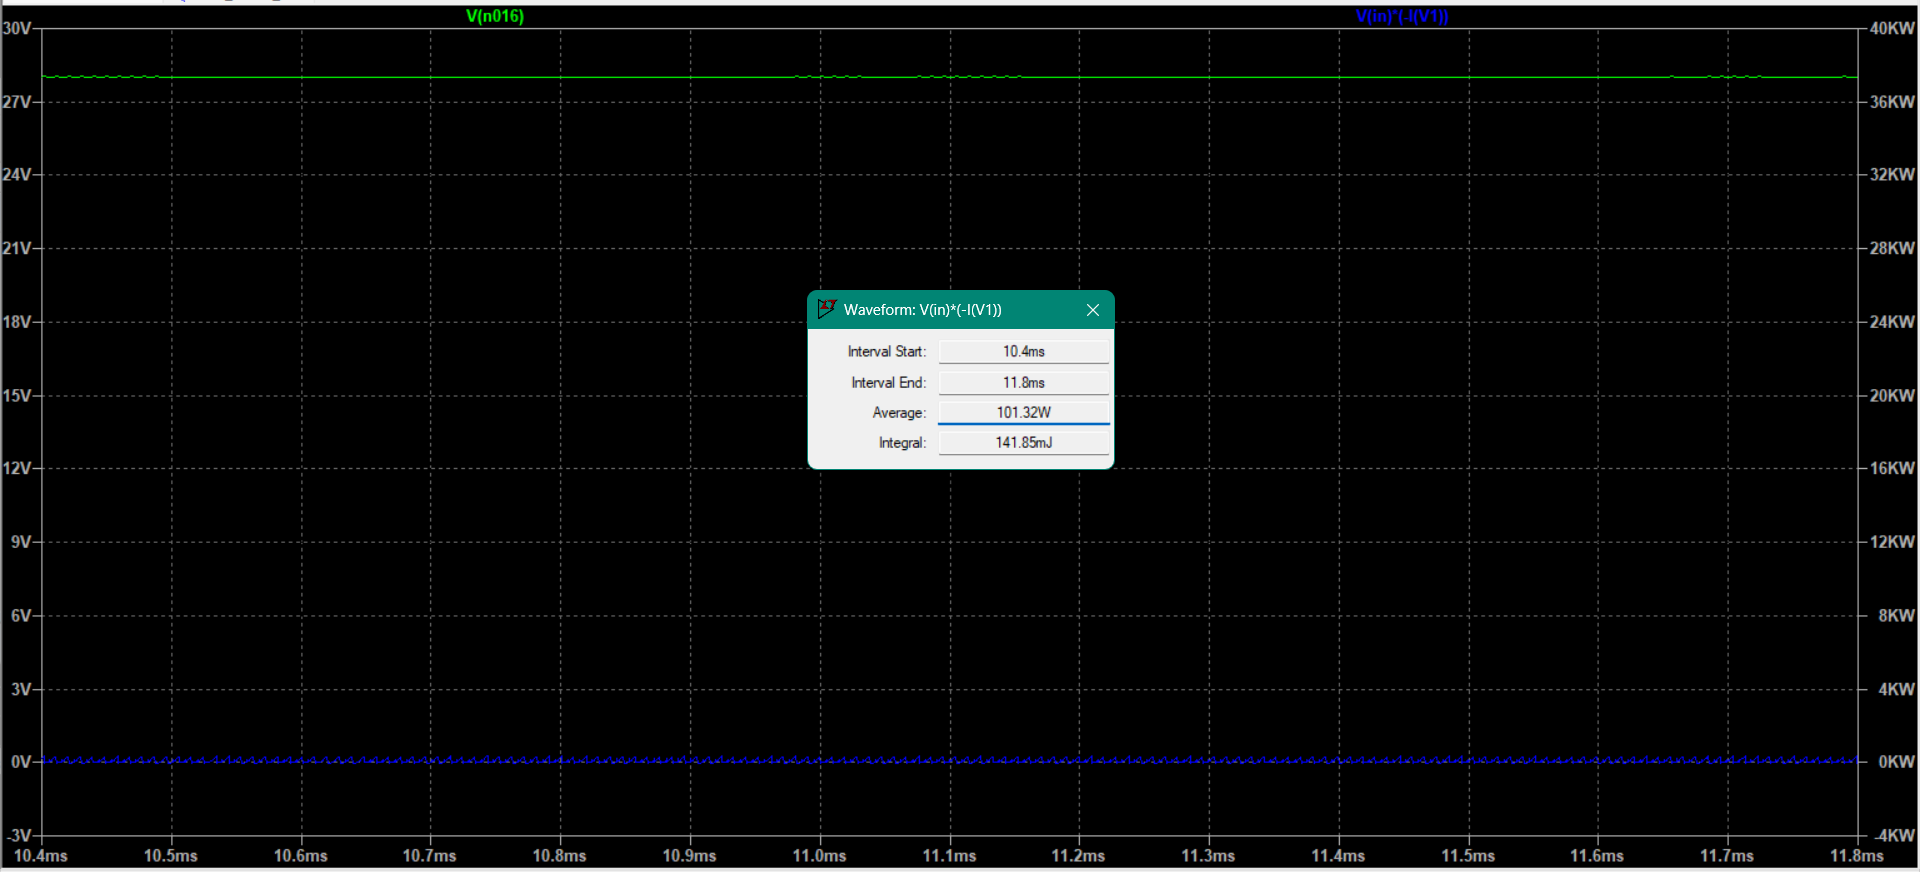 V(n016) V(in)*(-I(V1))
30V 40KW
27V 36KW
24V 32KW
21V 28KW
18V 24KW
15V 20KW
12V 16KW
9V 12KW
6V 8KW
3V 4KW
0V 0KW
-3V -4KW
10.4ms 10.5ms 10.6ms 10.7ms 10.8ms 10.9ms 11.0ms 11.1ms 11.2ms 11.3ms 11.4ms 11.5ms 11.6ms 11.7ms 11.8ms
Waveform: V(in)*(-I(V1))
Interval Start: 10.4ms
Interval End: 11.8ms
Average: 101.32W
Integral: 141.85mJ